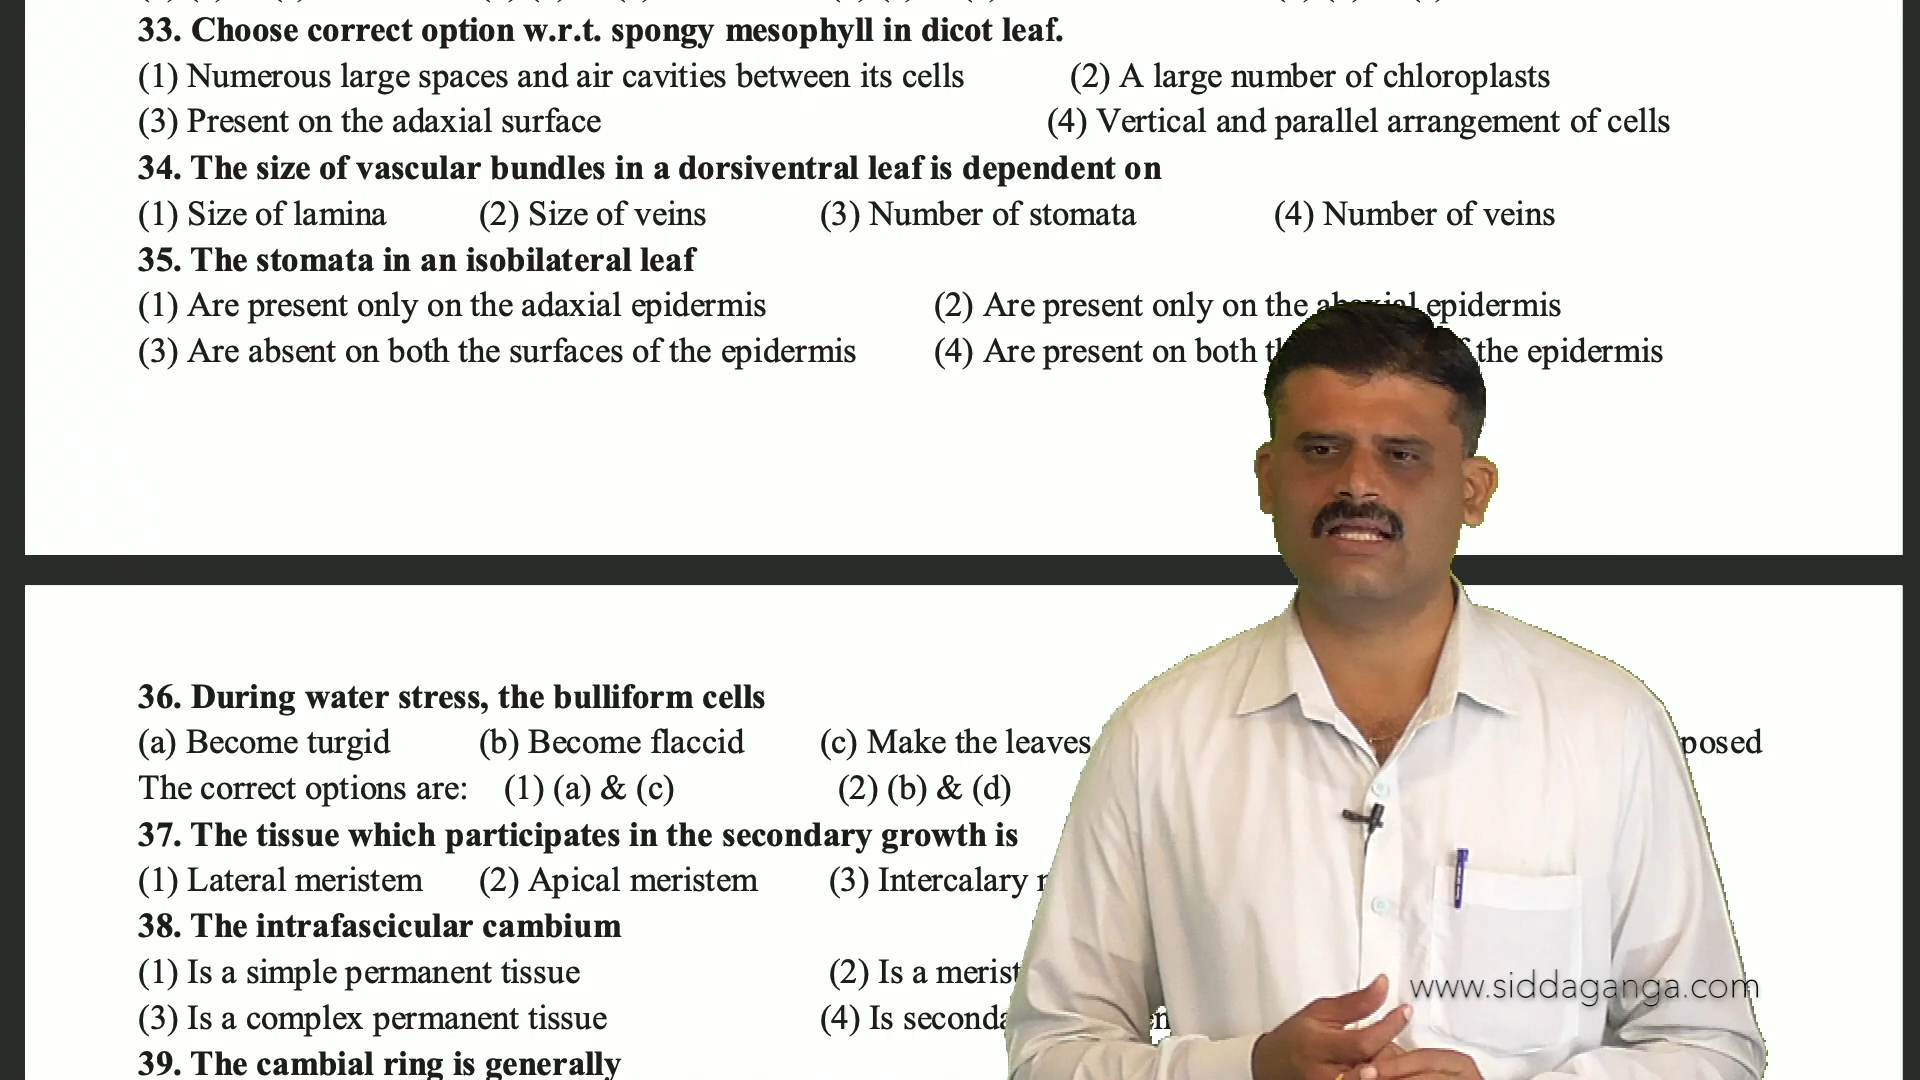 33. Choose correct option w.r.t. spongy mesophyll in dicot leaf.
(1) Numerous large spaces and air cavities between its cells (2) A large number of chloroplasts
(3) Present on the adaxial surface (4) Vertical and parallel arrangement of cells
34. The size of vascular bundles in a dorsiventral leaf is dependent on
(1) Size of lamina (2) Size of veins (3) Number of stomata (4) Number of veins
35. The stomata in an isobilateral leaf
(1) Are present only on the adaxial epidermis (2) Are present only on the abaxial epidermis
(3) Are absent on both the surfaces of the epidermis (4) Are present on both the epidermis
36. During water stress, the bulliform cells
(a) Become turgid (b) Become flaccid (c) Make the leaves
The correct options are: (1) (a) & (c) (2) (b) & (d)
37. The tissue which participates in the secondary growth is
(1) Lateral meristem (2) Apical meristem (3) Intercalary
38. The intrafascicular cambium
(1) Is a simple permanent tissue (2) Is a
(3) Is a complex permanent tissue (4) Is
www.siddaganga.com
39. The cambial ring is generally